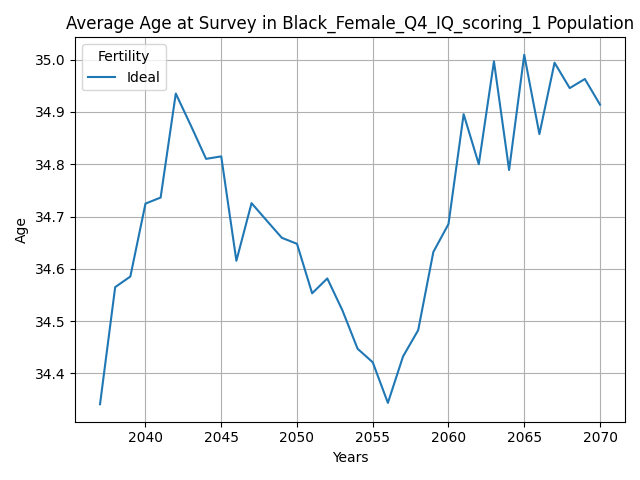 Average Age at Survey in Black_Female_Q4_IQ_scoring_1 Population
Fertility
Ideal
35.0
34.9
34.8
34.7
34.6
34.5
34.4
Age
2040 2045 2050 2055 2060 2065 2070
Years